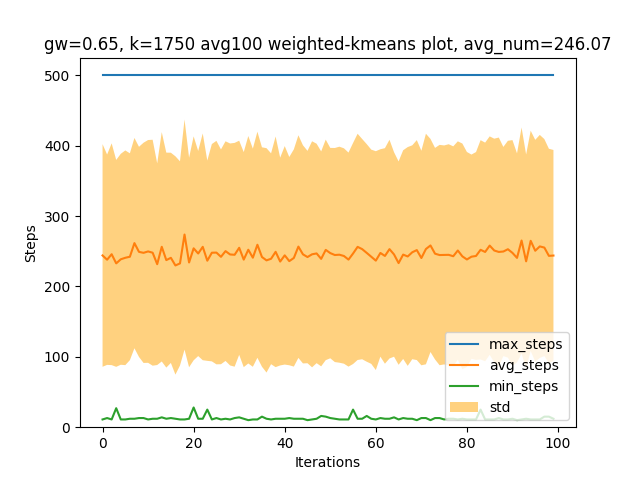 gw=0.65, k=1750 avg100 weighted-kmeans plot, avg_num=246.07
500
400
300
200
100
0
Steps
0 20 40 60 80 100
Iterations
max_steps
avg_steps
min_steps
std